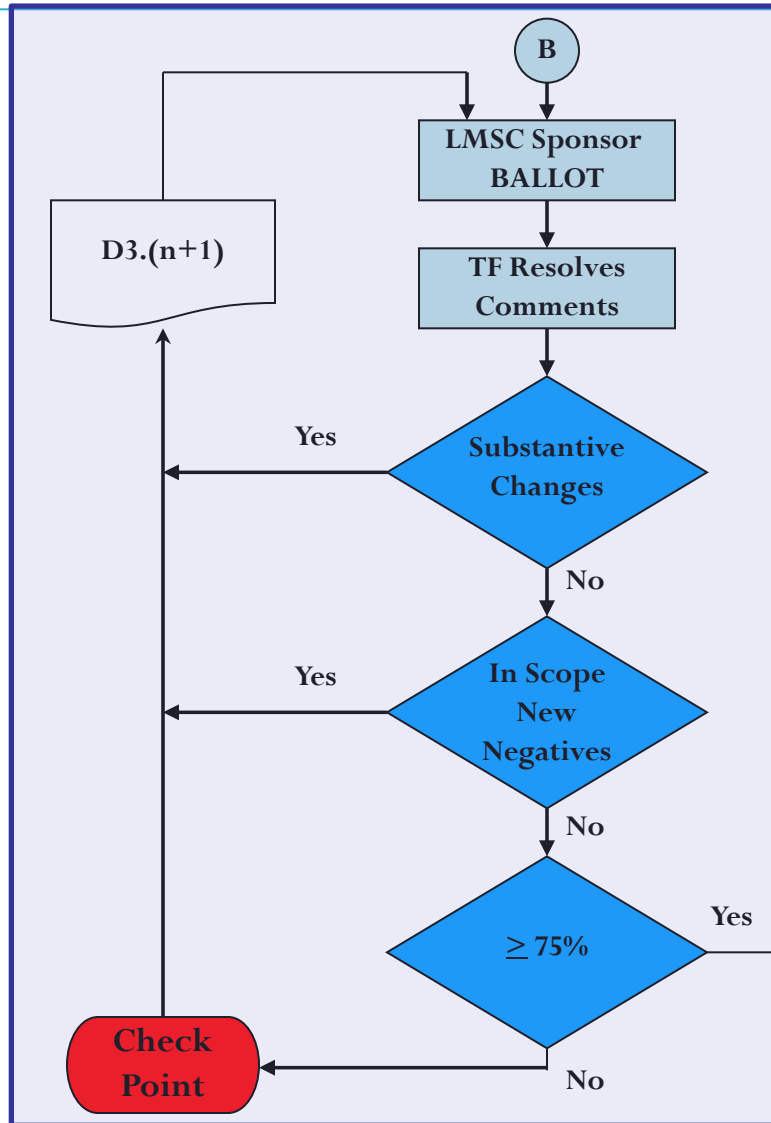 B
LMSC Sponsor
BALLOT
D3.(n+1)
TF Resolves
Comments
Yes
Substantive
Changes
No
Yes
In Scope
New
Negatives
No
≥ 75%
Yes
Check
Point
No